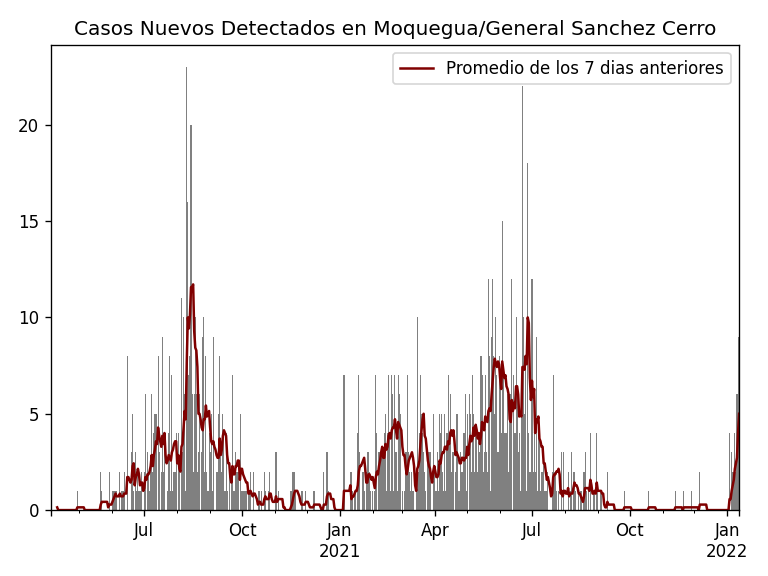 Casos Nuevos Detectados en Moquegua/General Sanchez Cerro
Promedio de los 7 dias anteriores
20
15
10
5
0
Jul Oct Jan Apr Jul Oct Jan
2021 2022